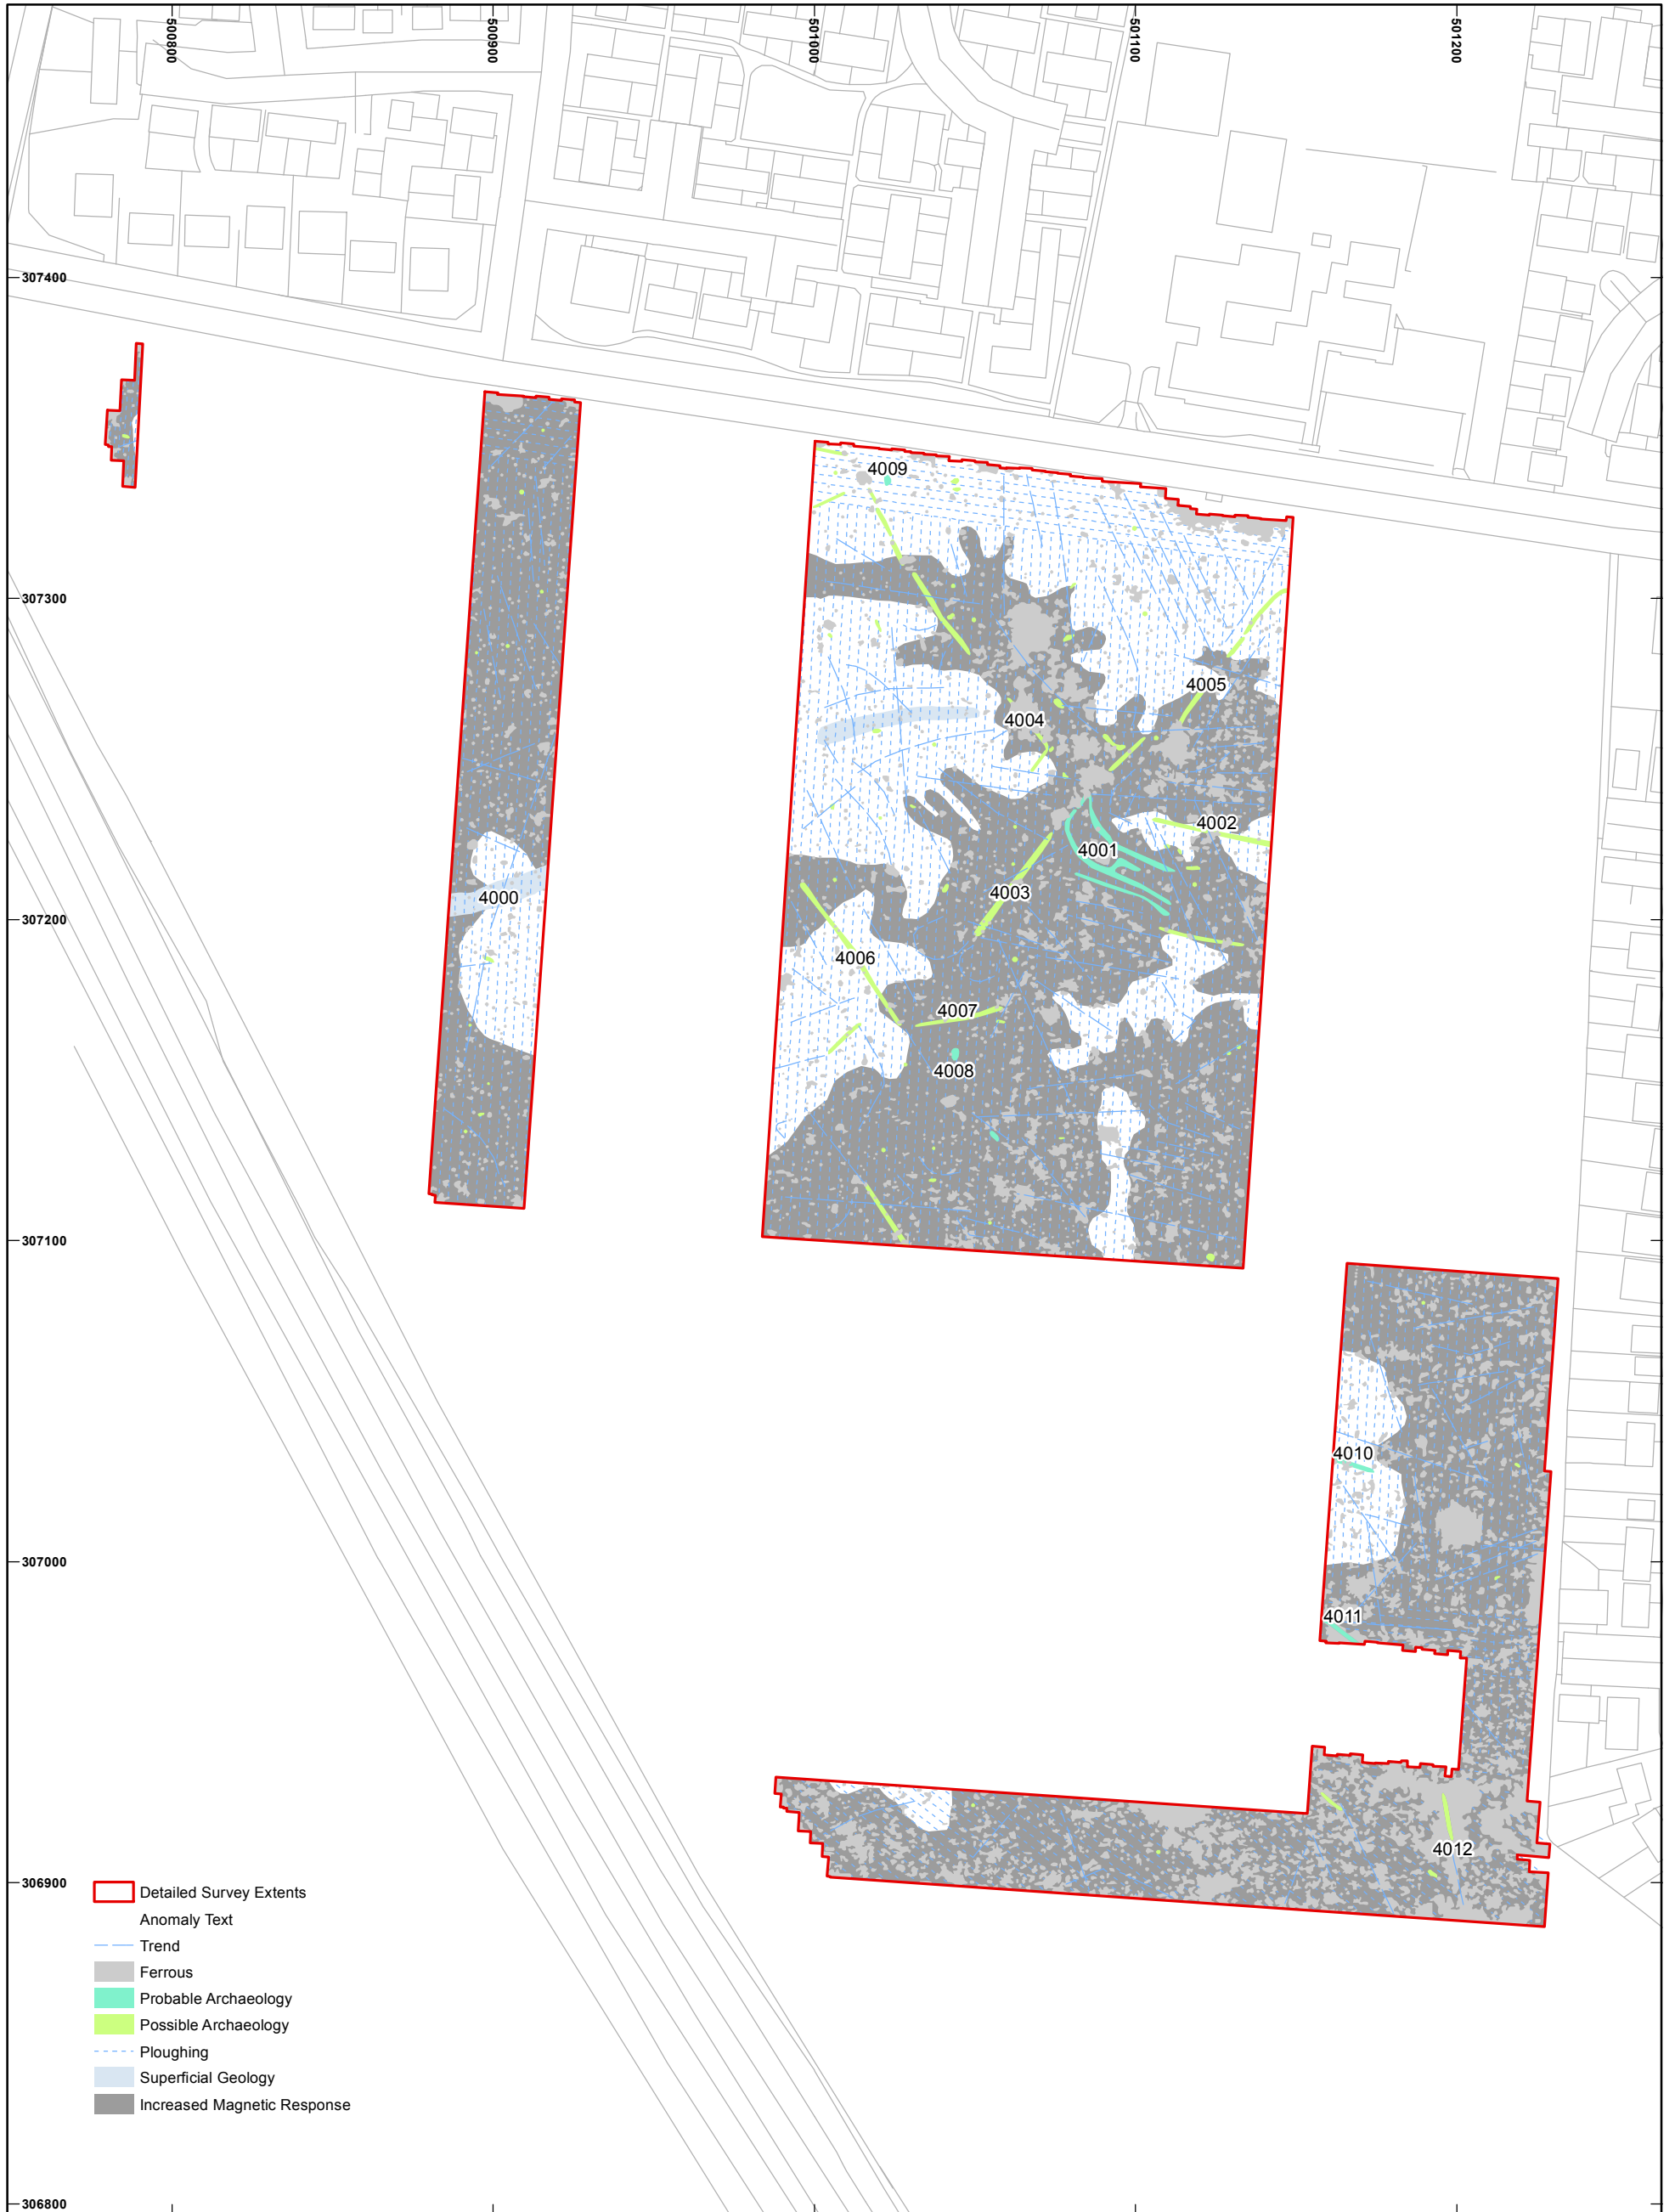 500800
500900
501000
501100
501200
307400
4009
307300
4005
4004
4002
4001
4003
4000
307200
4006
4007
4008
307100
4010
307000
4011
4012
306900
Detailed Survey Extents
Anomaly Text
Trend
Ferrous
Probable Archaeology
Possible Archaeology
Ploughing
Superficial Geology
Increased Magnetic Response
306800